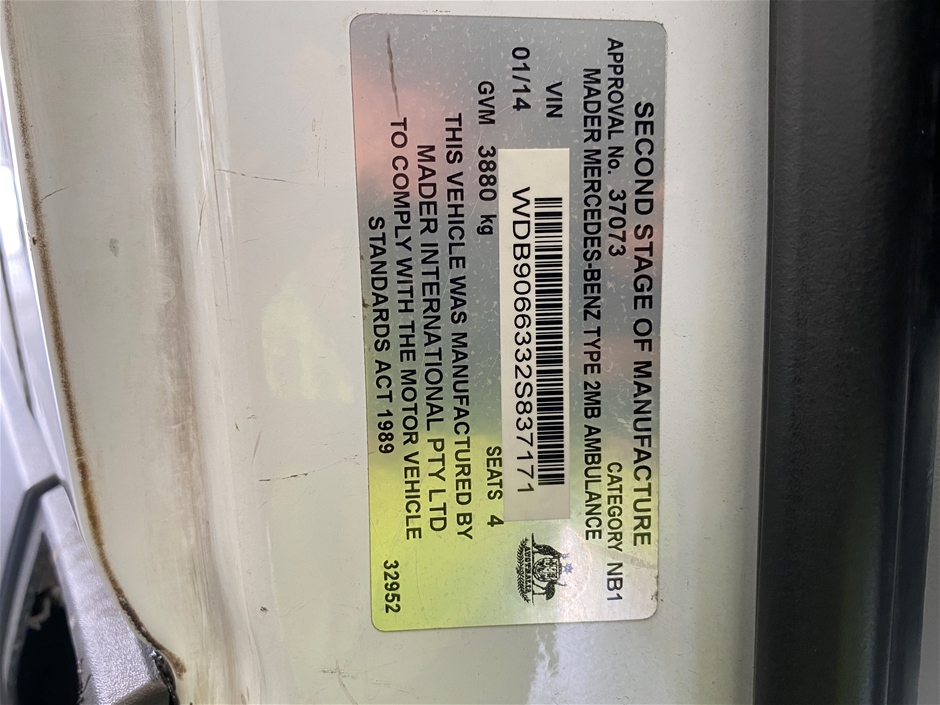 SECOND STAGE OF MANUFACTURE
APPROVAL No. 37073 CATEGORY NB1
MADER MERCEDES-BENZ TYPE 2MB AMBULANCE
VIN
01/14 WDB9066332S837171
GVM 3880 kg SEATS 4
AUSTRALIA
THIS VEHICLE WAS MANUFACTURED BY
MADER INTERNATIONAL PTY LTD
TO COMPLY WITH THE MOTOR VEHICLE
STANDARDS ACT 1989 32952